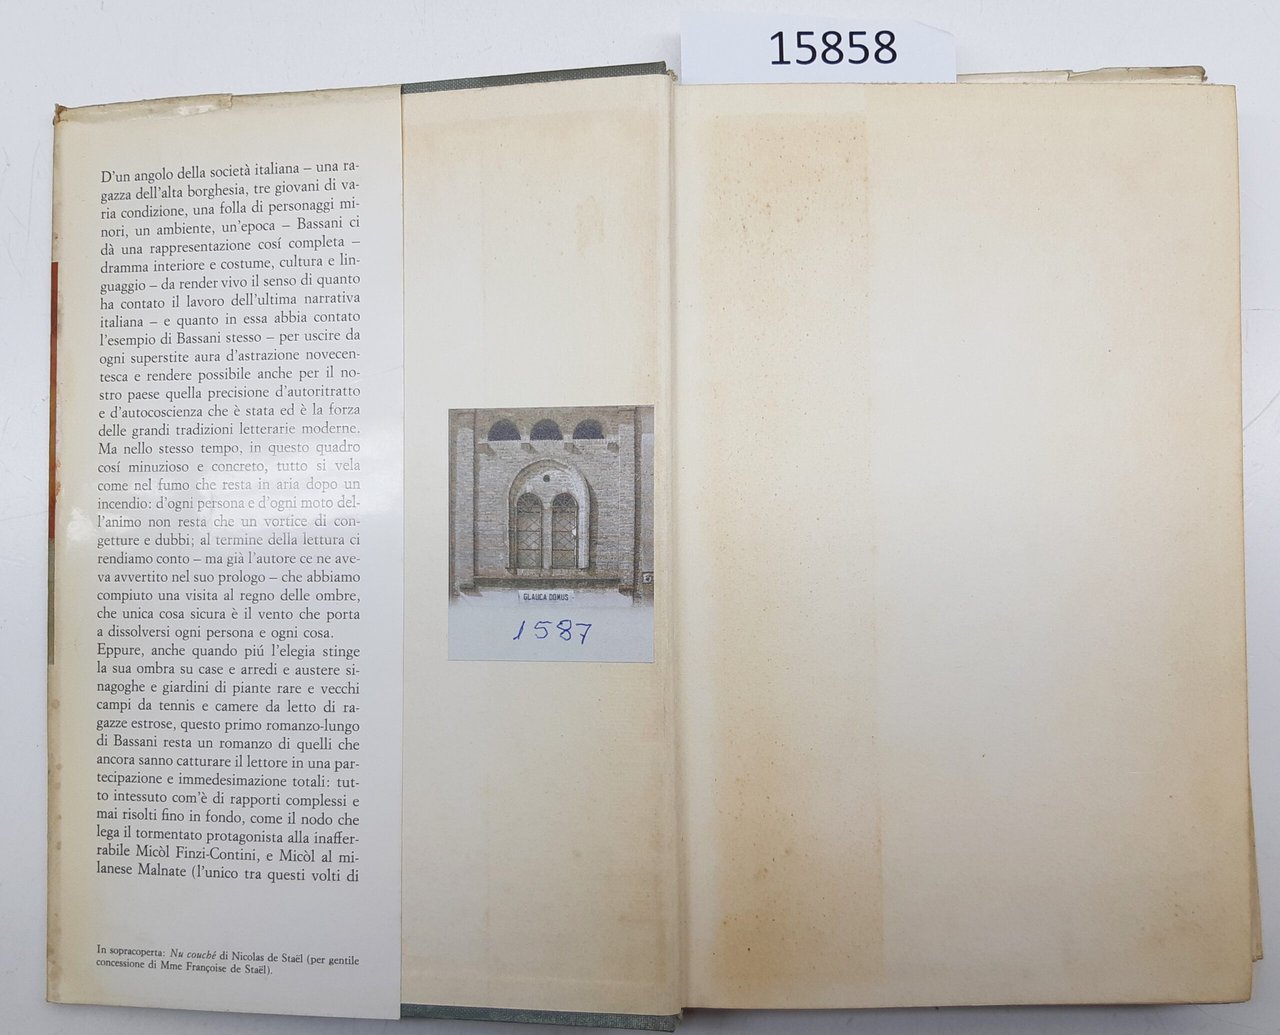 15858
D'un angolo della società italiana – una ra-
gazza dell'alta borghesia, tre giovani di va-
ria condizione, una folla di personaggi mi-
nori, un ambiente, un'epoca – Bassani ci
dà una rappresentazione cosí completa –
dramma interiore e costume, cultura e lin-
guaggio – da render vivo il senso di quanto
ha contato il lavoro dell'ultima narrativa
italiana – e quanto in essa abbia contato
l'esempio di Bassani stesso – per uscire da
ogni superstite aura d'astrazione novecen-
tesca e rendere possibile anche per il no-
stro paese quella precisione d'autoritratto
e d'autocoscienza che è stata ed è la forza
delle grandi tradizioni letterarie moderne.
Ma nello stesso tempo, in questo quadro
cosí minuzioso e concreto, tutto si vela
come nel fumo che resta in aria dopo un
incendio: d'ogni persona e d'ogni moto del-
l'animo non resta che un vortice di con-
getture e dubbi; al termine della lettura ci
rendiamo conto – ma già l'autore ce ne ave-
va avvertito nel suo prologo – che abbiamo
compiuto una visita al regno delle ombre,
che unica cosa sicura è il vento che porta
a dissolversi ogni persona e ogni cosa.
Eppure, anche quando piú l'elegia stinge
la sua ombra su case e arredi e austere si-
nagoghe e giardini di piante rare e vecchi
campi da tennis e camere da letto di ra-
gazze estrose, questo primo romanzo-lungo
di Bassani resta un romanzo di quelli che
ancora sanno catturare il lettore in una par-
tecipazione e immedesimazione totali: tut-
to intessuto com'è di rapporti complessi e
mai risolti fino in fondo, come il nodo che
lega il tormentato protagonista alla inaffer-
rabile Micòl Finzi-Contini, e Micòl al mi-
lanese Malnate (l'unico tra questi volti di
In sopracoperta: Nu couché di Nicolas de Staël (per gentile
concessione di Mme Françoise de Staël).
GLAUCA DOMUS
1587